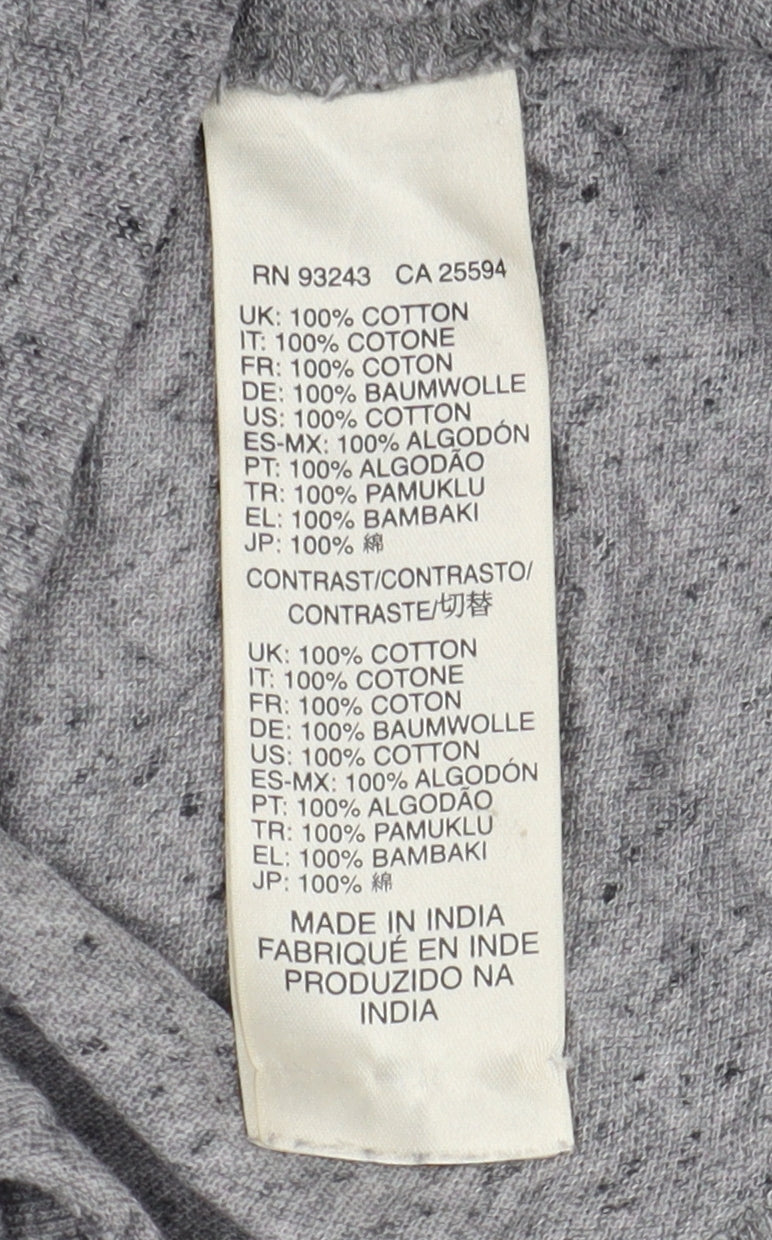 RN 93243 CA 25594
UK: 100% COTTON
IT: 100% COTONE
FR: 100% COTON
DE: 100% BAUMWOLLE
US: 100% COTTON
ES-MX: 100% ALGODÓN
PT: 100% ALGODÃO
TR: 100% PAMUKLU
EL: 100% BAMBAKI
JP: 100% 綿
CONTRAST/CONTRASTO/
CONTRASTE/切替
UK: 100% COTTON
IT: 100% COTONE
FR: 100% COTON
DE: 100% BAUMWOLLE
US: 100% COTTON
ES-MX: 100% ALGODÓN
PT: 100% ALGODÃO
TR: 100% PAMUKLU
EL: 100% BAMBAKI
JP: 100% 綿
MADE IN INDIA
FABRIQUÉ EN INDE
PRODUZIDO NA
INDIA